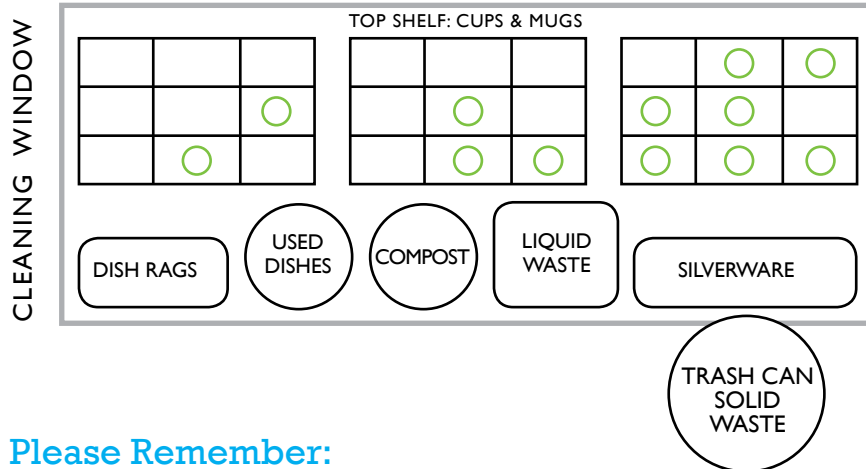 CLEANING WINDOW
TOP SHELF: CUPS & MUGS
DISH RAGS
USED
DISHES
COMPOST
LIQUID
WASTE
SILVERWARE
TRASH CAN
SOLID
WASTE
Please Remember: